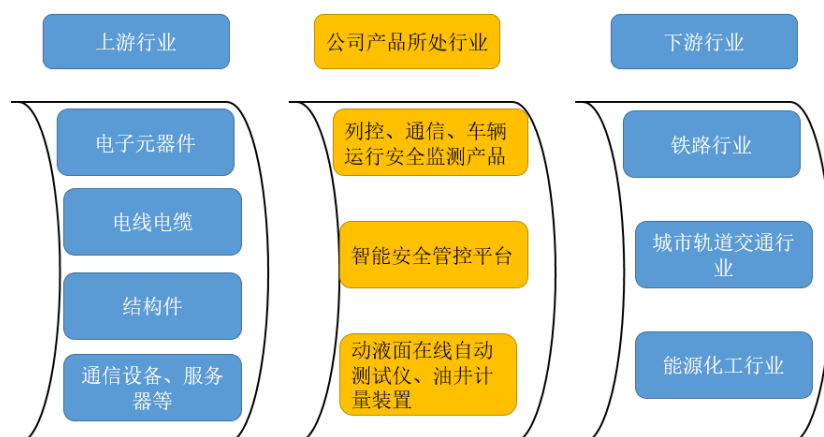 上游行业
公司产品所处行业
下游行业
电子元器件
电线电缆
结构件
通信设备、服务
器等
列控、通信、车辆
运行安全监测产品
智能安全管控平台
动液面在线自动
测试仪、油井计
量装置
铁路行业
城市轨道交通行
业
能源化工行业